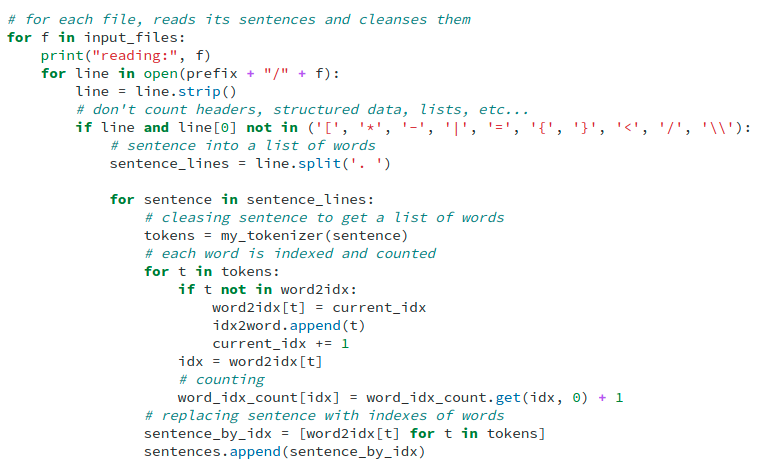 # for each file, reads its sentences and cleanses them
for f in input_files:
    print("reading:", f)
    for line in open(prefix + "/" + f):
        line = line.strip()
        # don't count headers, structured data, lists, etc...
        if line and line[0] not in ('[', '*', '-', '|', '=', '{', '}', '<', '/', '\\'):
            # sentence into a list of words
            sentence_lines = line.split('. ')

            for sentence in sentence_lines:
                # cleasing sentence to get a list of words
                tokens = my_tokenizer(sentence)
                # each word is indexed and counted
                for t in tokens:
                    if t not in word2idx:
                        word2idx[t] = current_idx
                        idx2word.append(t)
                        current_idx += 1
                    idx = word2idx[t]
                    # counting
                    word_idx_count[idx] = word_idx_count.get(idx, 0) + 1
                # replacing sentence with indexes of words
                sentence_by_idx = [word2idx[t] for t in tokens]
                sentences.append(sentence_by_idx)